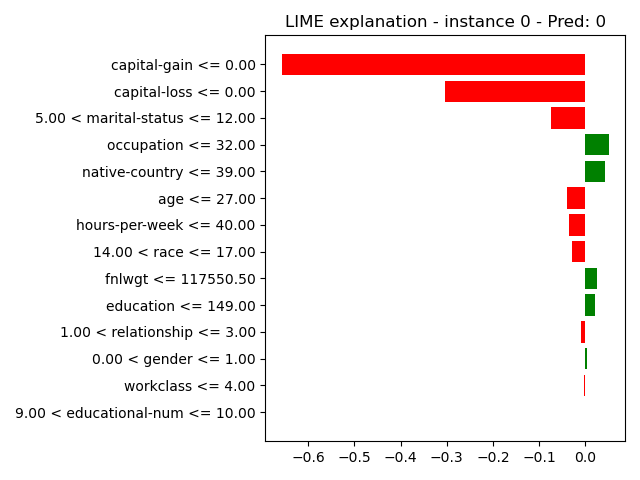 LIME explanation - instance 0 - Pred: 0
capital-gain <= 0.00
capital-loss <= 0.00
5.00 < marital-status <= 12.00
occupation <= 32.00
native-country <= 39.00
age <= 27.00
hours-per-week <= 40.00
14.00 < race <= 17.00
fnlwgt <= 117550.50
education <= 149.00
1.00 < relationship <= 3.00
0.00 < gender <= 1.00
workclass <= 4.00
9.00 < educational-num <= 10.00
−0.6 −0.5 −0.4 −0.3 −0.2 −0.1 0.0